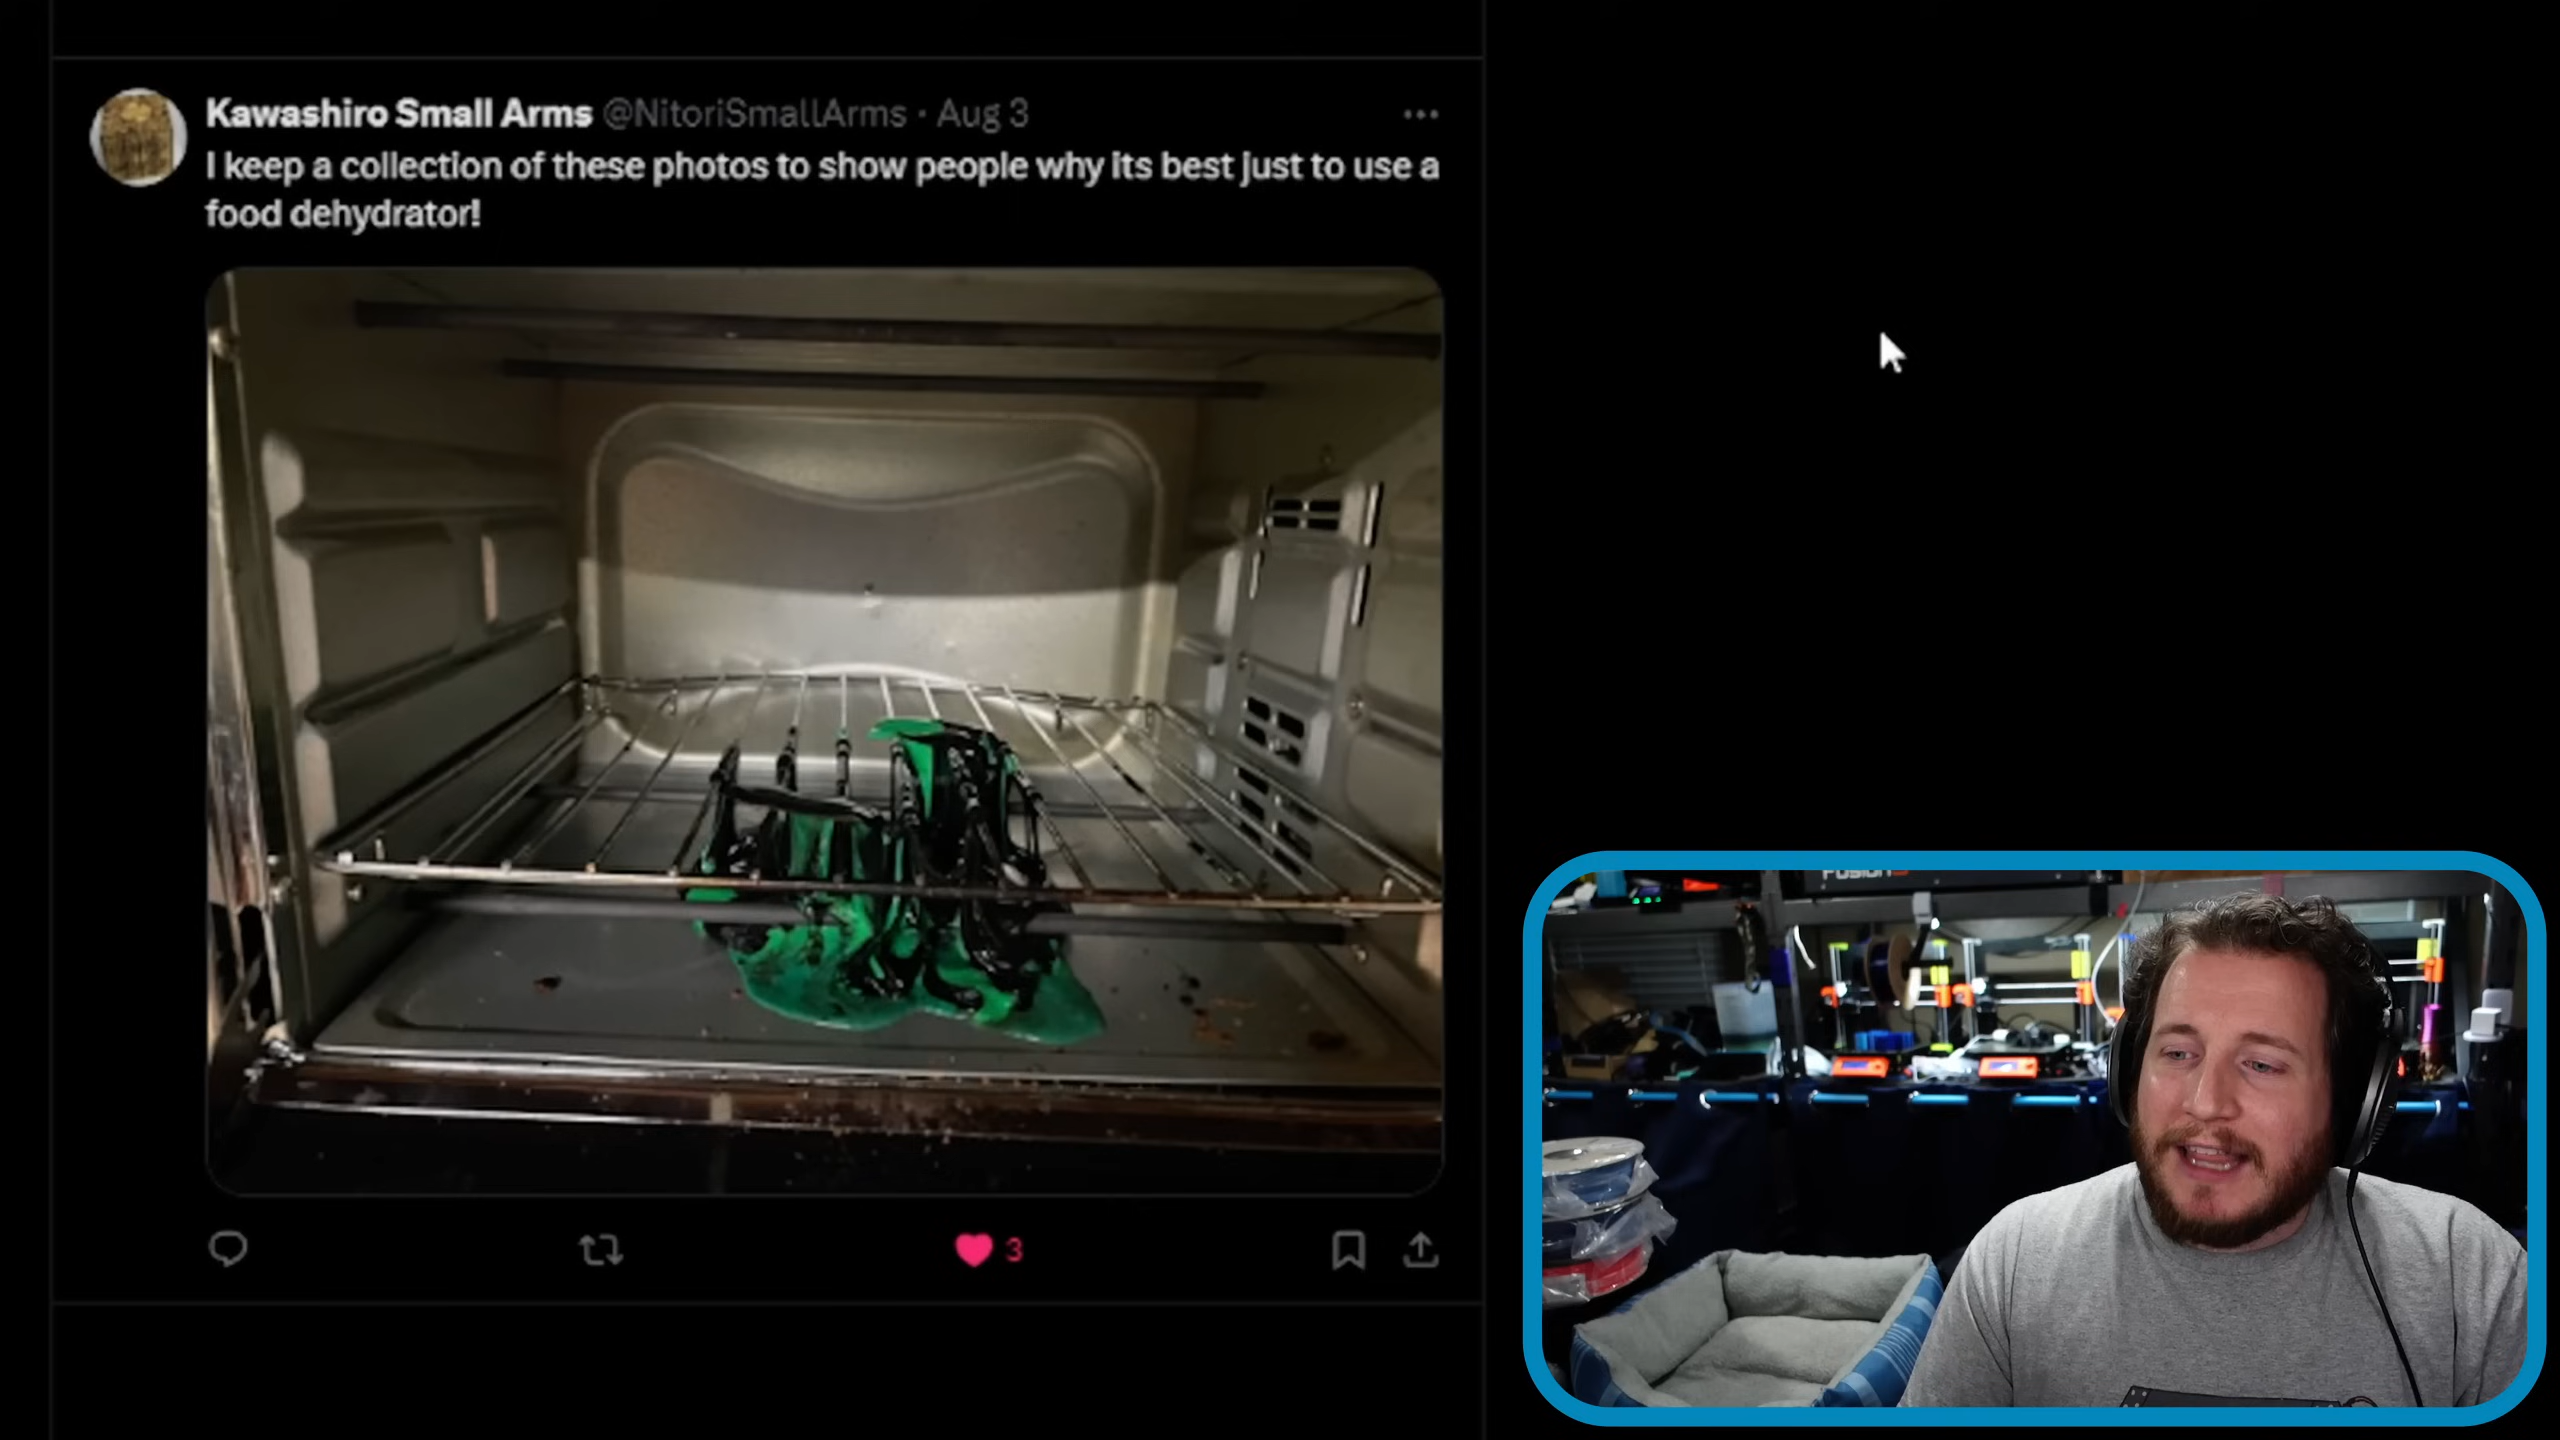 Kawashiro Small Arms @NitoriSmallArms · Aug 3
I keep a collection of these photos to show people why its best just to use a
food dehydrator!
3